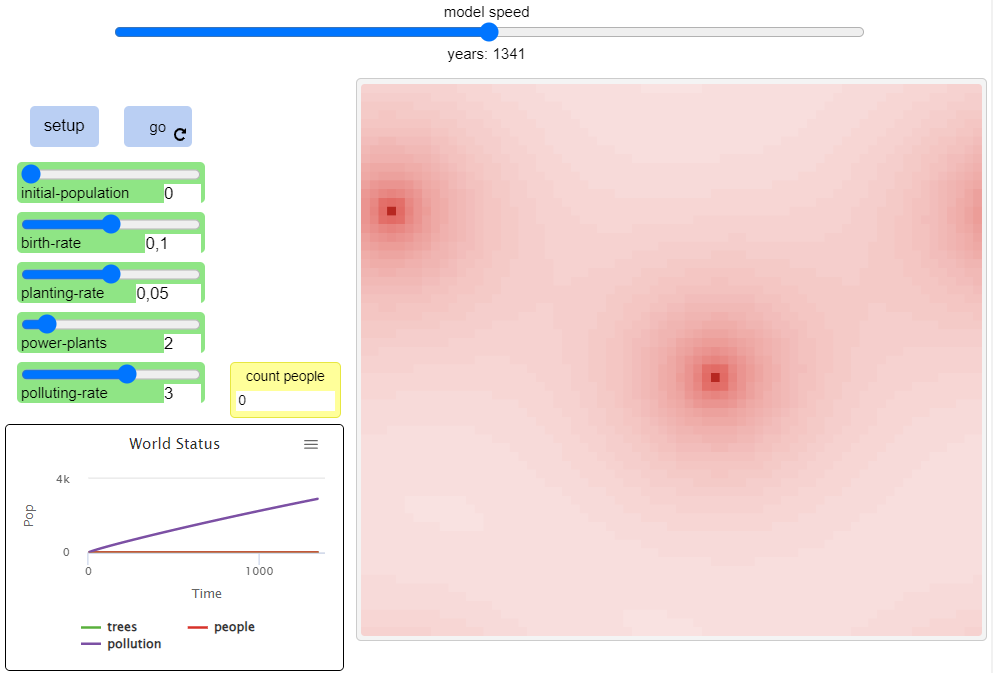 model speed
years: 1341
setup
go
initial-population 0
birth-rate 0,1
planting-rate 0,05
power-plants 2
polluting-rate 3
count people
0
World Status
4k
Pop
0
0 1000
Time
trees people
pollution